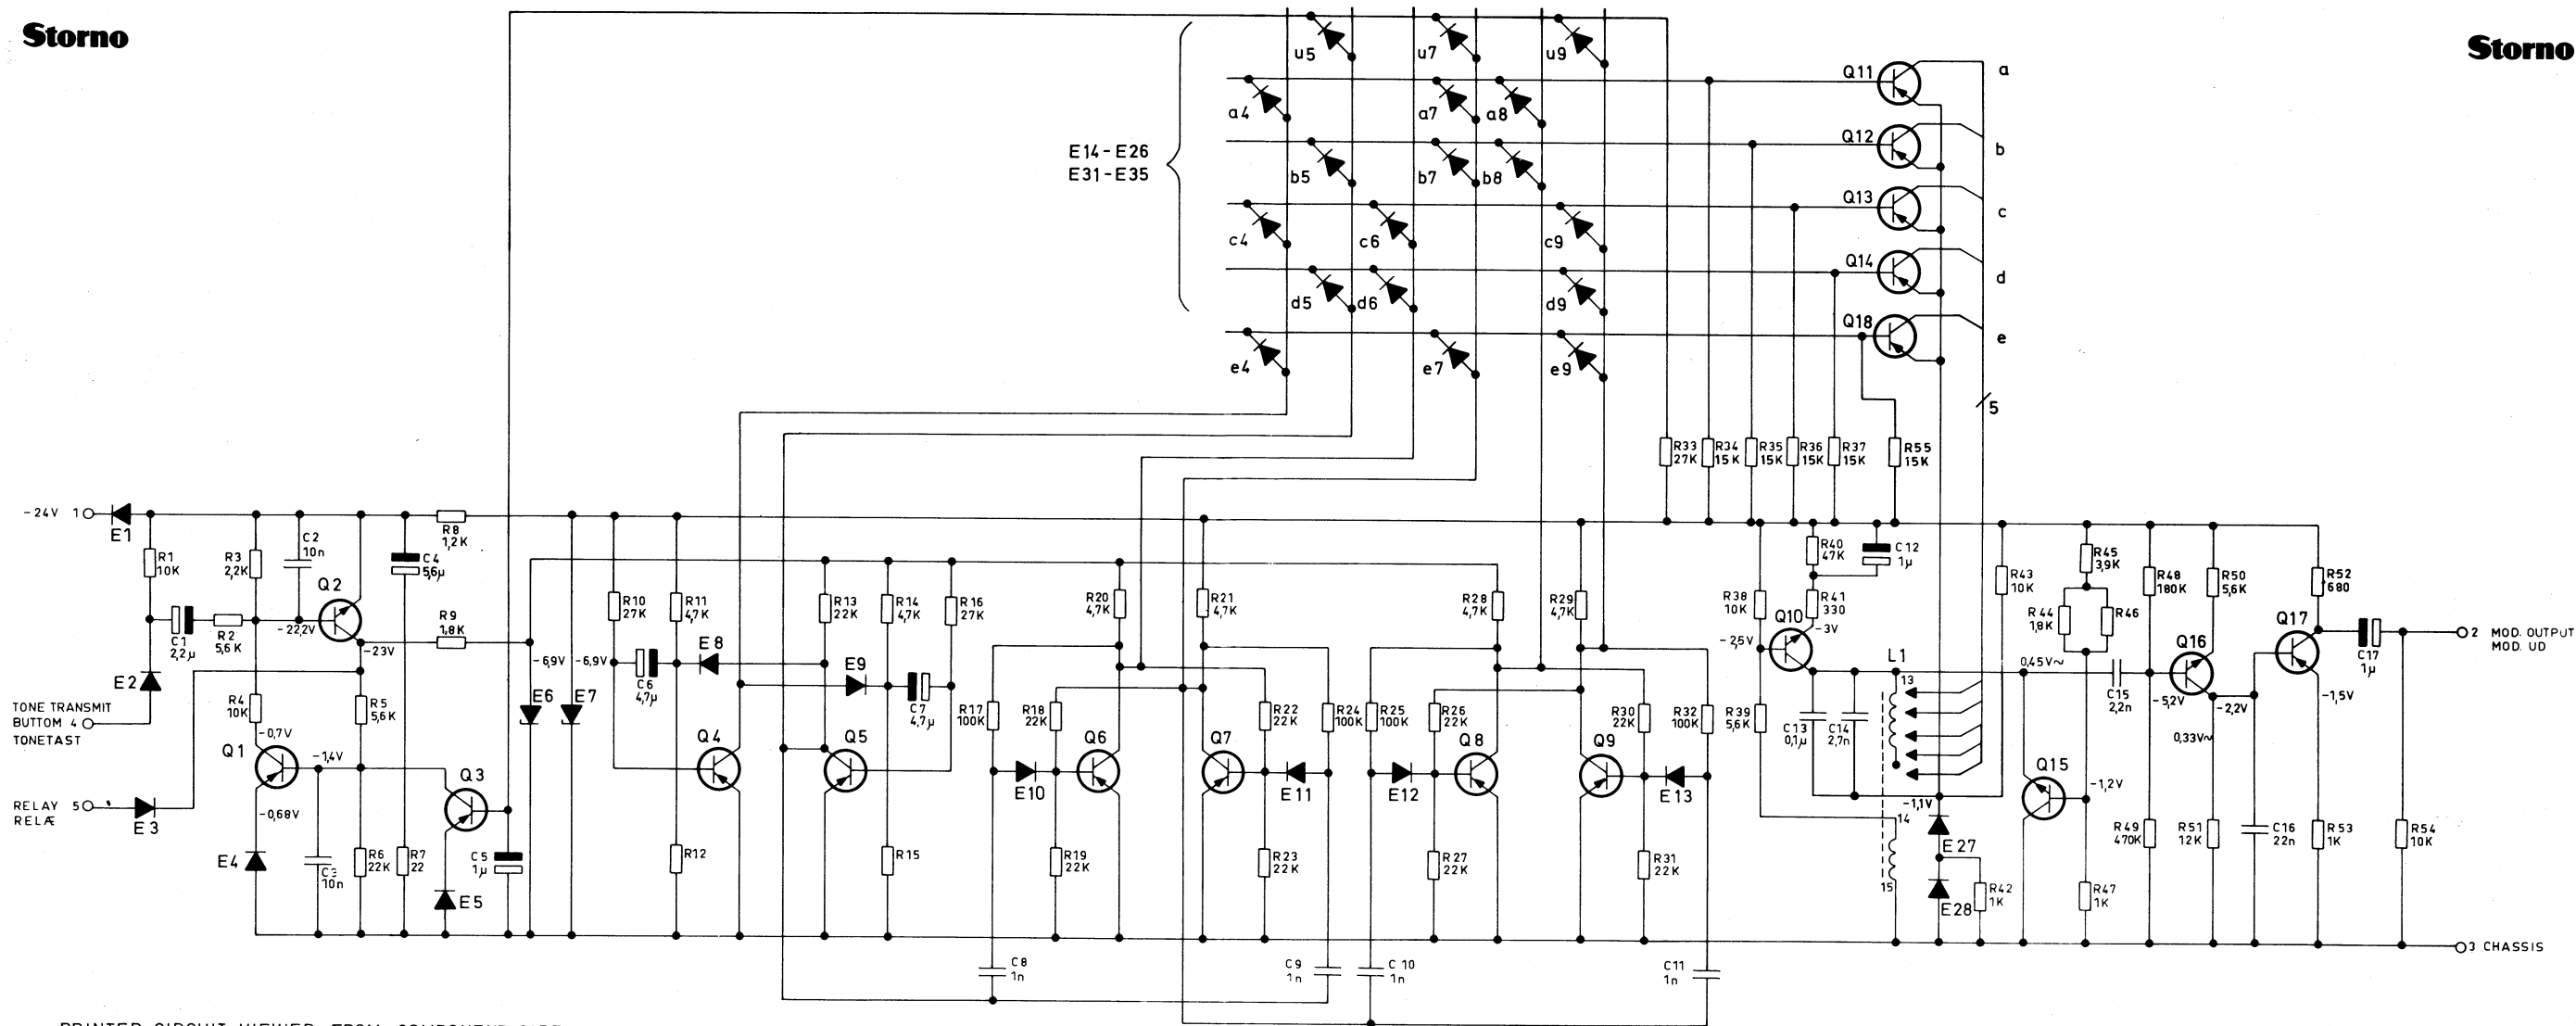 Storno
Storno
u5
u7
u9
a4
a7
a8
b5
b7
b8
c4
c6
c9
d5
d6
d9
e4
e7
e9
E14-E26
E31-E35
Q11
Q12
Q13
Q14
Q18
a
b
c
d
e
5
R33
27K
R34
15K
R35
15K
R36
15K
R37
15K
R55
15K
-24V 1
E1
R1
10K
R3
2,2K
C2
10n
Q2
C4
5,6µ
R8
1,2K
C1
2,2µ
R2
5,6K
-22,2V
-23V
R9
1,8K
E2
TONE TRANSMIT
BUTTOM 4
TONETAST
R4
10K
R5
5,6K
-0,7V
Q1
-1,4V
Q3
RELAY 5
RELÆ
E3
-0,68V
E4
C3
10n
R6
22K
R7
22
C5
1µ
E5
-6,9V
E6
-6,9V
E7
R10
27K
R11
4,7K
C6
4,7µ
E8
R13
22K
R14
4,7K
R16
27K
E9
C7
4,7µ
Q4
Q5
R12
R15
R17
100K
R18
22K
R20
4,7K
R21
4,7K
Q6
Q7
E10
E11
R19
22K
R22
22K
R23
22K
R24
100K
R25
100K
R26
22K
R28
4,7K
R29
4,7K
Q8
Q9
E12
E13
R27
22K
R30
22K
R31
22K
R32
100K
C8
1n
C9
1n
C10
1n
C11
1n
R38
10K
R39
5,6K
R40
47K
R41
330
C12
1µ
Q10
-2,5V
-3V
C13
0,1µ
C14
2,7n
L1
13
14
15
-1,1V
E27
E28
R42
1K
R43
10K
0,45V~
R45
3,9K
R44
1,8K
R46
Q15
-1,2V
R47
1K
C15
2,2n
R48
180K
R49
470K
Q16
-5,2V
-2,2V
0,33V~
R50
5,6K
R51
12K
C16
22n
Q17
R52
680
-1,5V
R53
1K
C17
1µ
R54
10K
2 MOD. OUTPUT
MOD. UD
3 CHASSIS